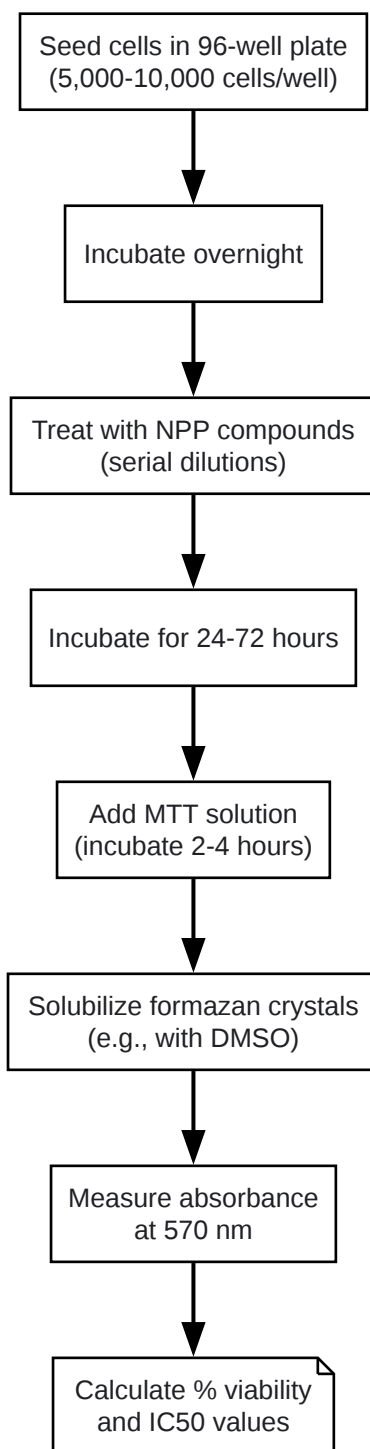 Seed cells in 96-well plate
(5,000-10,000 cells/well)
Incubate overnight
Treat with NPP compounds
(serial dilutions)
Incubate for 24-72 hours
Add MTT solution
(incubate 2-4 hours)
Solubilize formazan crystals
(e.g., with DMSO)
Measure absorbance
at 570 nm
Calculate % viability
and IC50 values